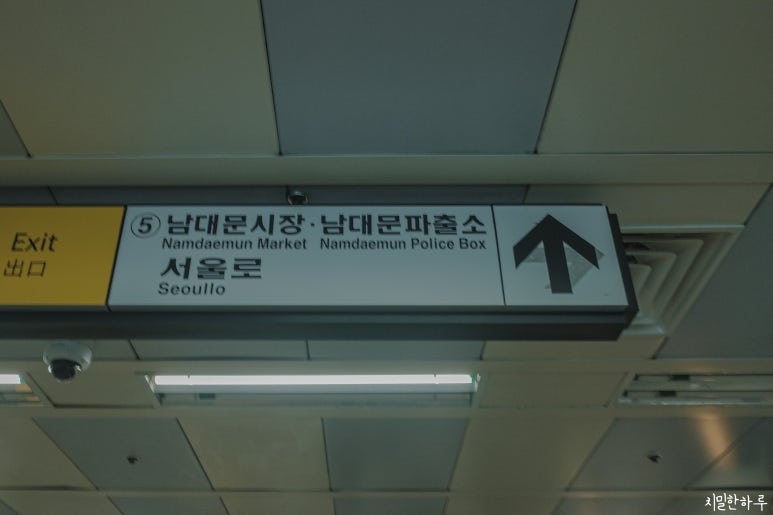 Exit
出口
⑤ 남대문시장·남대문파출소
Namdaemun Market Namdaemun Police Box
서울로
Seoullo
치밀한하루